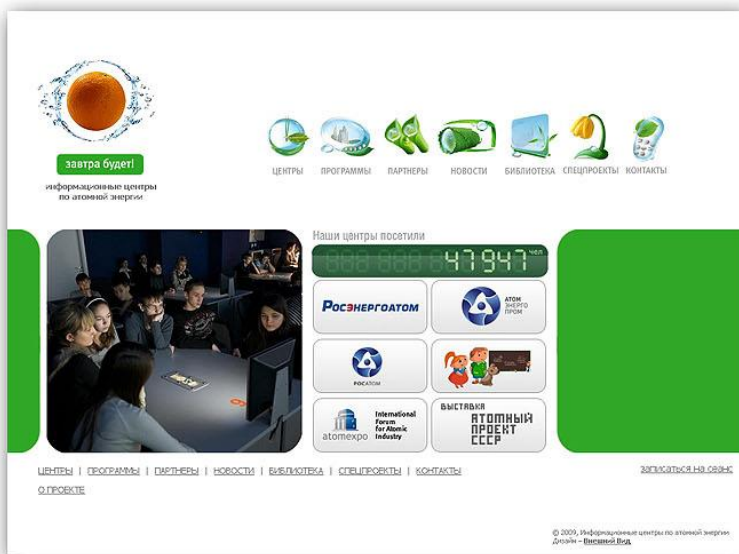 завтра будет!
информационные центры
по атомной энергии
ЦЕНТРЫ ПРОГРАММЫ ПАРТНЕРЫ НОВОСТИ БИБЛИОТЕКА СПЕЦПРОЕКТЫ КОНТАКТЫ
Наши центры посетили
47947 чел
РОСЭНЕРГОАТОМ
АТОМ
ЭНЕРГО
ПРОМ
РОСАТОМ
atomexpo
International
Forum
for Atomic
Industry
ВЫСТАВКА
АТОМНЫЙ
ПРОЕКТ
СССР
ЦЕНТРЫ | ПРОГРАММЫ | ПАРТНЕРЫ | НОВОСТИ | БИБЛИОТЕКА | СПЕЦПРОЕКТЫ | КОНТАКТЫ
О ПРОЕКТЕ
записаться на сеанс
© 2009, Информационные центры по атомной энергии
Дизайн – Внешний Вид